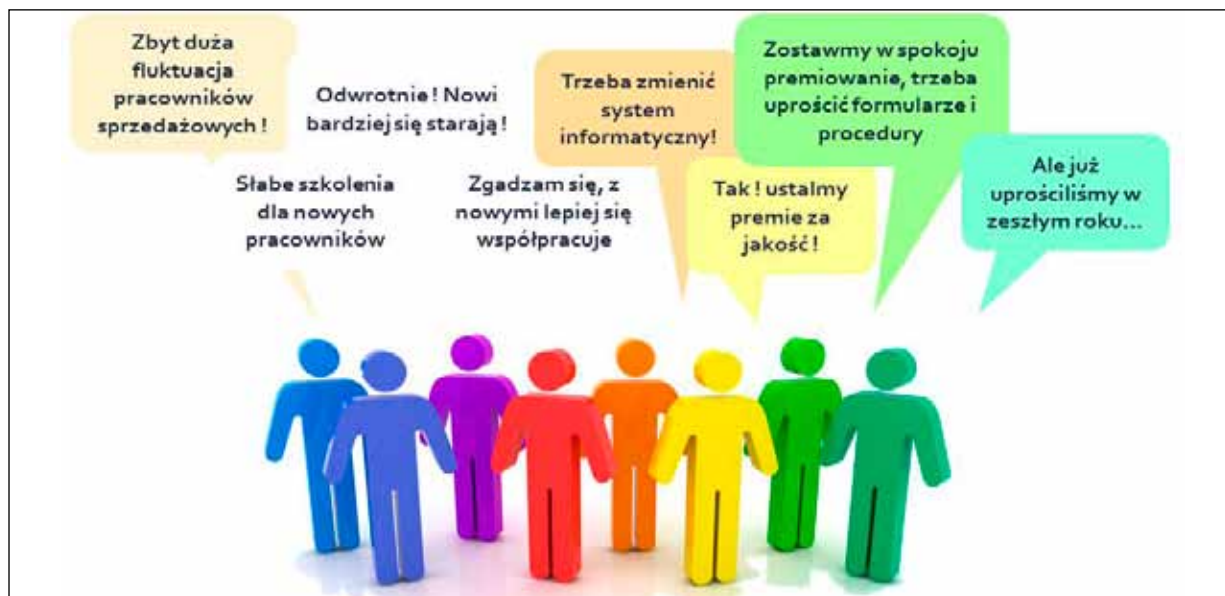 Zbyt duża
fluktuacja
pracowników
sprzedażowych !
Odwrotnie ! Nowi
bardziej się starają !
Trzeba zmienić
system
informatyczny!
Zostawmy w spokoju
premiowanie, trzeba
uprościć formularze i
procedury
Słabe szkolenia
dla nowych
pracowników
Zgadzam się, z
nowymi lepiej się
współpracuje
Tak ! ustalmy
premie za
jakość !
Ale już
uprościliśmy w
zeszłym roku...